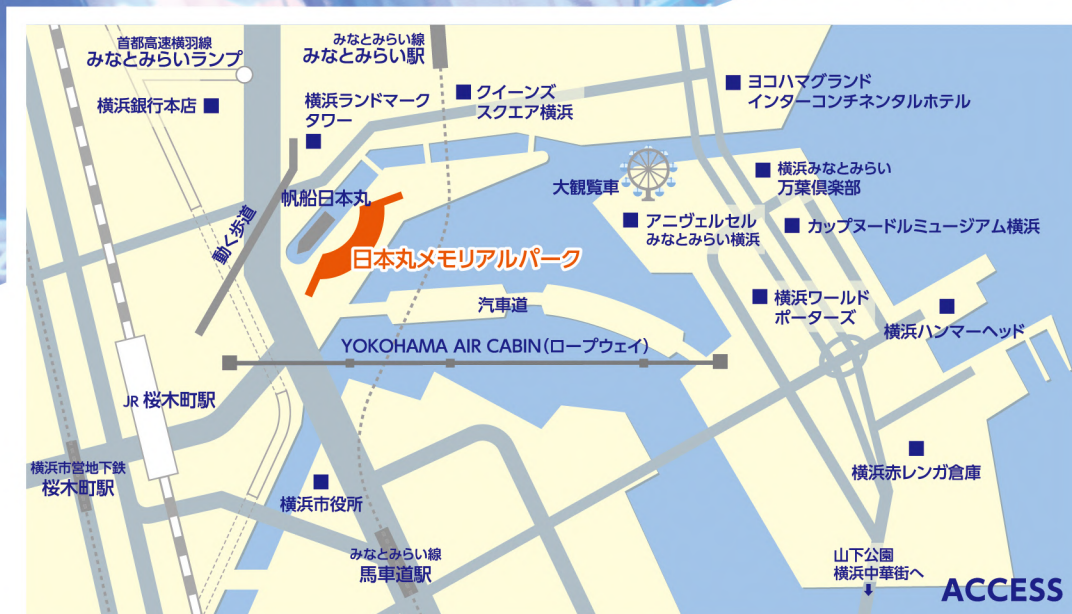 首都高速横羽線
みなとみらいランプ
みなとみらい線
みなとみらい駅
横浜銀行本店
横浜ランドマーク
タワー
クイーンズ
スクエア横浜
ヨコハマグランド
インターコンチネンタルホテル
帆船日本丸
動く歩道
日本丸メモリアルパーク
大観覧車
横浜みなとみらい
万葉倶楽部
アニヴェルセル
みなとみらい横浜
カップヌードルミュージアム横浜
汽車道
横浜ワールド
ポーターズ
横浜ハンマーヘッド
YOKOHAMA AIR CABIN(ロープウェイ)
JR 桜木町駅
横浜市営地下鉄
桜木町駅
横浜市役所
横浜赤レンガ倉庫
みなとみらい線
馬車道駅
山下公園
横浜中華街へ
ACCESS